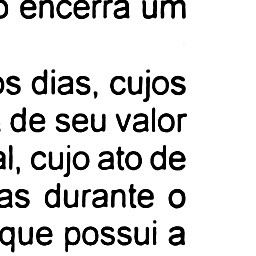 encerra um
os dias, cujos
de seu valor
al, cujo ato de
as durante o
que possui a